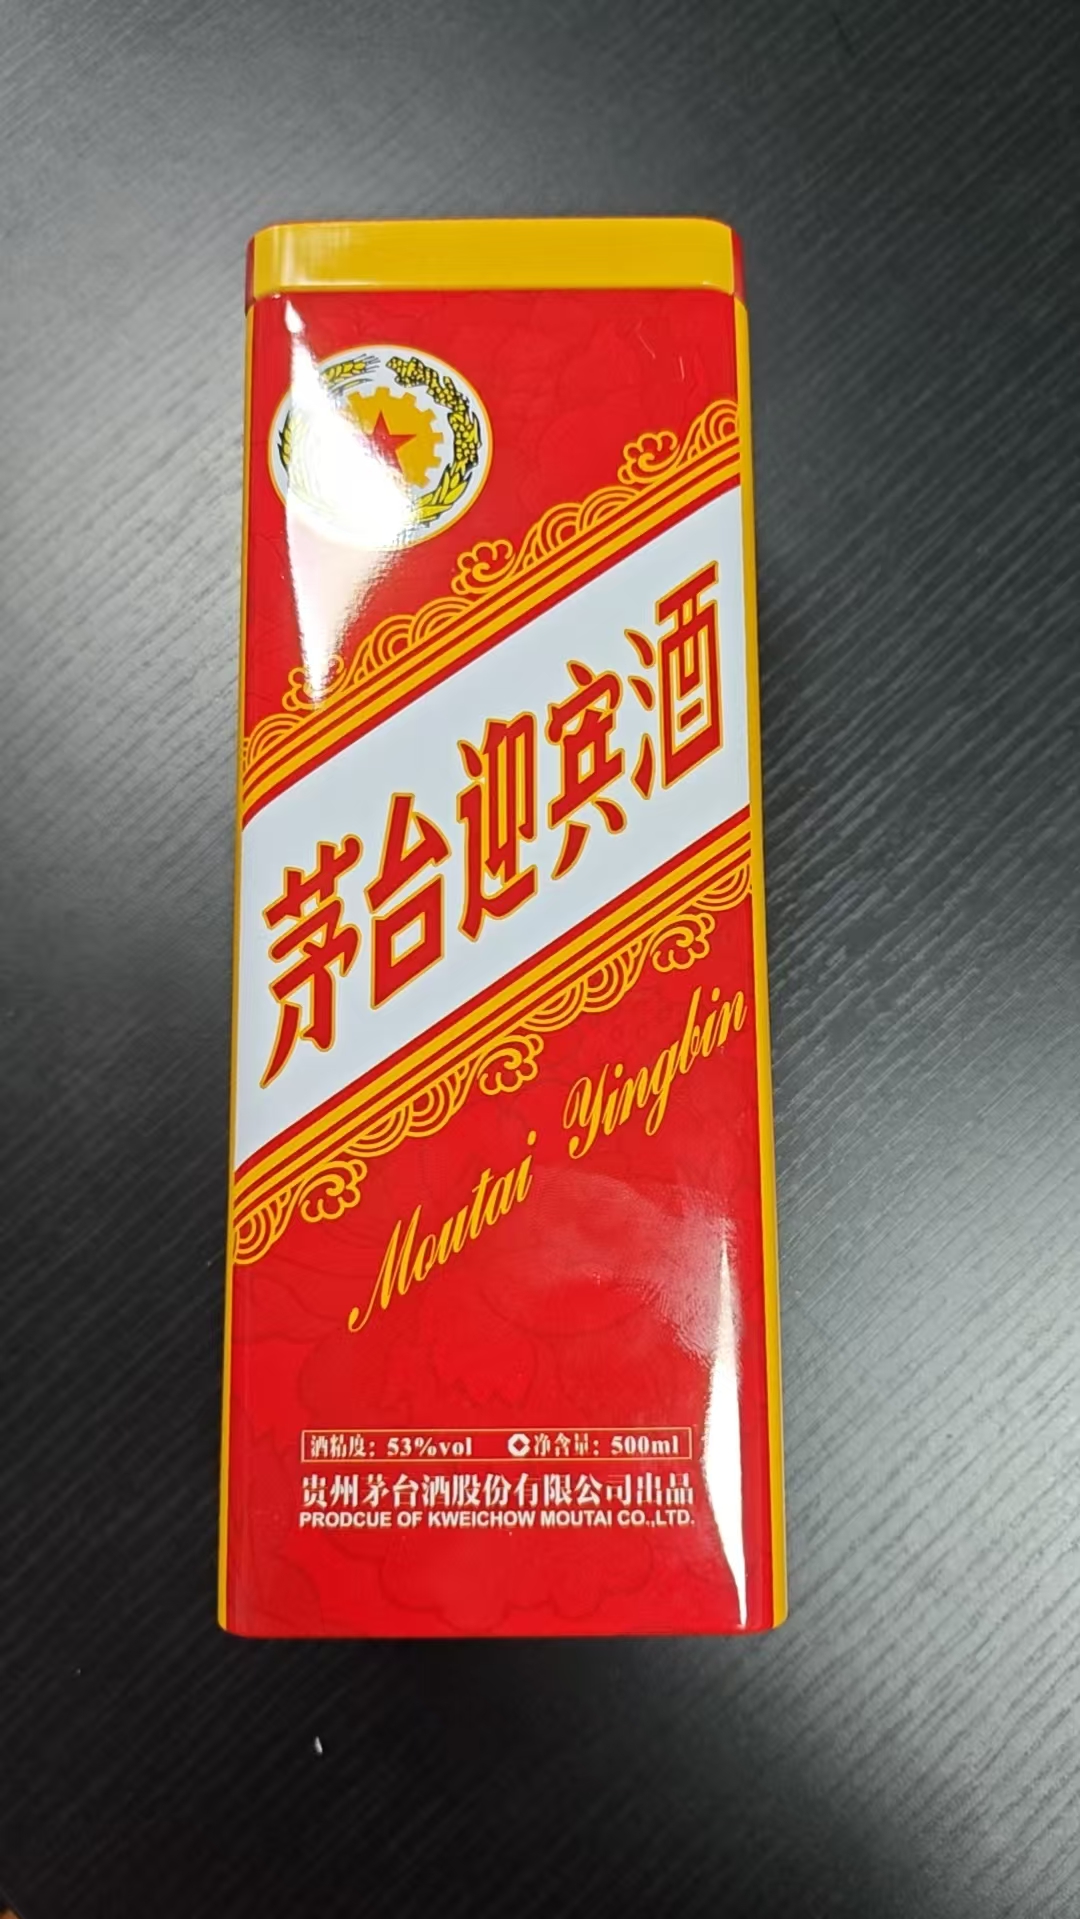 茅台迎宾酒
Moutai Yingbin
酒精度：53%vol 净含量：500ml
贵州茅台酒股份有限公司出品
PRODCUE OF KWEICHOW MOUTAI CO.,LTD.